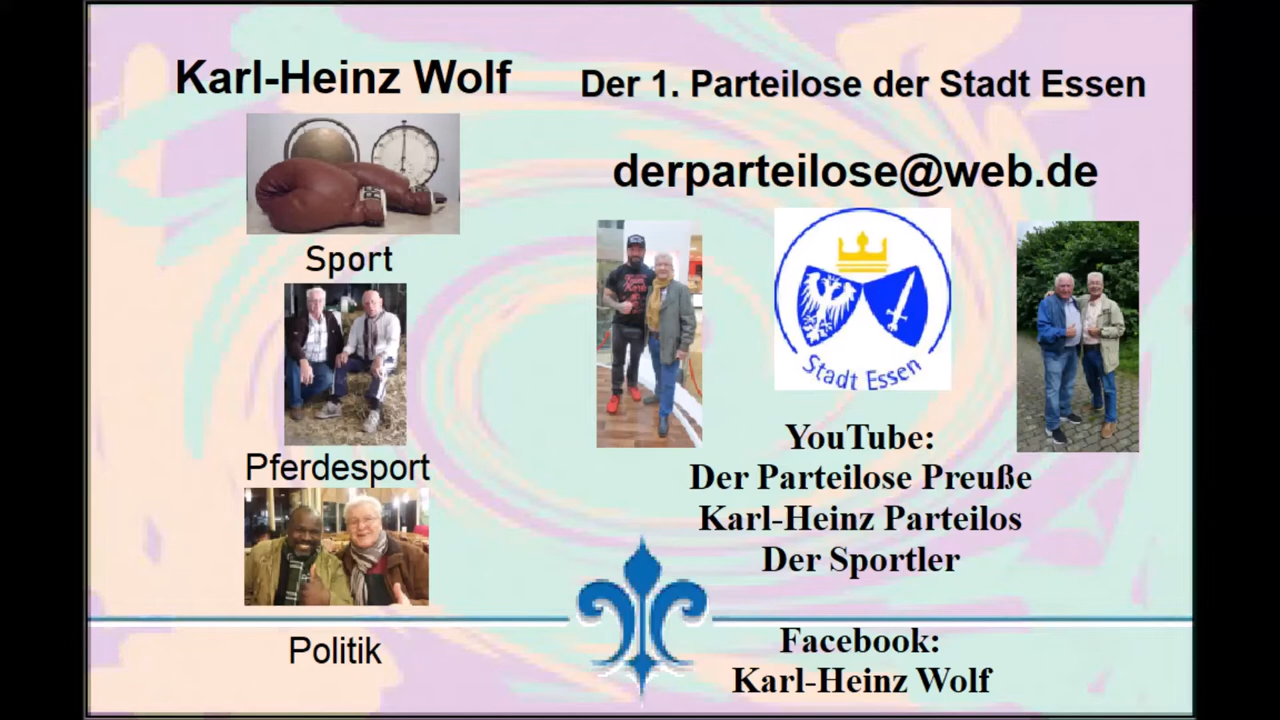 Karl-Heinz Wolf
Der 1. Parteilose der Stadt Essen
derparteilose@web.de
Sport
Pferdesport
Politik
Stadt Essen
YouTube:
Der Parteilose Preuße
Karl-Heinz Parteilos
Der Sportler
Facebook:
Karl-Heinz Wolf